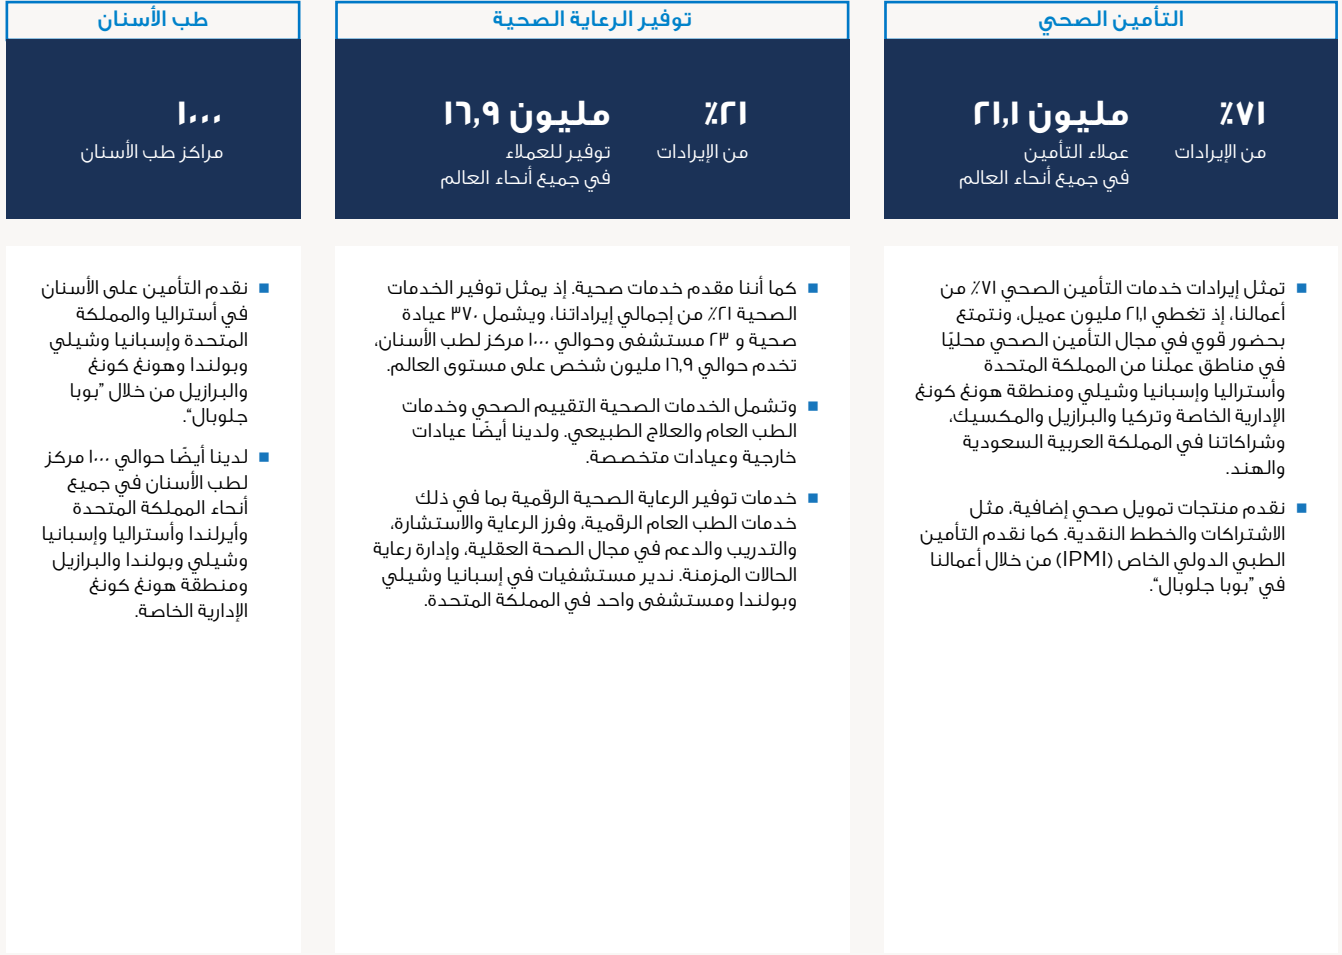 التأمين الصحي
٧١٪
من الإيرادات
٢١,١ مليون
عملاء التأمين
في جميع أنحاء العالم
تمثل إيرادات خدمات التأمين الصحي ٧١٪ من
أعمالنا، إذ تغطي ٢١,١ مليون عميل، ونتمتع
بحضور قوي في مجال التأمين الصحي محليًا
في مناطق عملنا من المملكة المتحدة
وأستراليا وإسبانيا وشيلي ومنطقة هونغ كونغ
الإدارية الخاصة وتركيا والبرازيل والمكسيك،
وشراكاتنا في المملكة العربية السعودية
والهند.
نقدم منتجات تمويل صحي إضافية، مثل
الاشتراكات والخطط النقدية. كما نقدم التأمين
الطبي الدولي الخاص (IPMI) من خلال أعمالنا
في ”بوبا جلوبال“.
توفير الرعاية الصحية
٢١٪
من الإيرادات
١٦,٩ مليون
توفير للعملاء
في جميع أنحاء العالم
كما أننا مقدم خدمات صحية. إذ يمثل توفير الخدمات
الصحية ٢١٪ من إجمالي إيراداتنا، ويشمل ٣٧٠ عيادة
صحية و ٢٣ مستشفى وحوالي ١٠٠٠ مركز لطب الأسنان،
تخدم حوالي ١٦,٩ مليون شخص على مستوى العالم.
وتشمل الخدمات الصحية التقييم الصحي وخدمات
الطب العام والعلاج الطبيعي. ولدينا أيضًا عيادات
خارجية وعيادات متخصصة.
خدمات توفير الرعاية الصحية الرقمية بما في ذلك
خدمات الطب العام الرقمية، وفرز الرعاية والاستشارة،
والتدريب والدعم في مجال الصحة العقلية، وإدارة رعاية
الحالات المزمنة. ندير مستشفيات في إسبانيا وشيلي
وبولندا ومستشفى واحد في المملكة المتحدة.
طب الأسنان
١٠٠٠
مراكز طب الأسنان
نقدم التأمين على الأسنان
في أستراليا والمملكة
المتحدة وإسبانيا وشيلي
وبولندا وهونغ كونغ
والبرازيل من خلال ”بوبا
جلوبال“.
لدينا أيضًا حوالي ١٠٠٠ مركز
لطب الأسنان في جميع
أنحاء المملكة المتحدة
وأيرلندا وأستراليا وإسبانيا
وشيلي وبولندا والبرازيل
ومنطقة هونغ كونغ
الإدارية الخاصة.